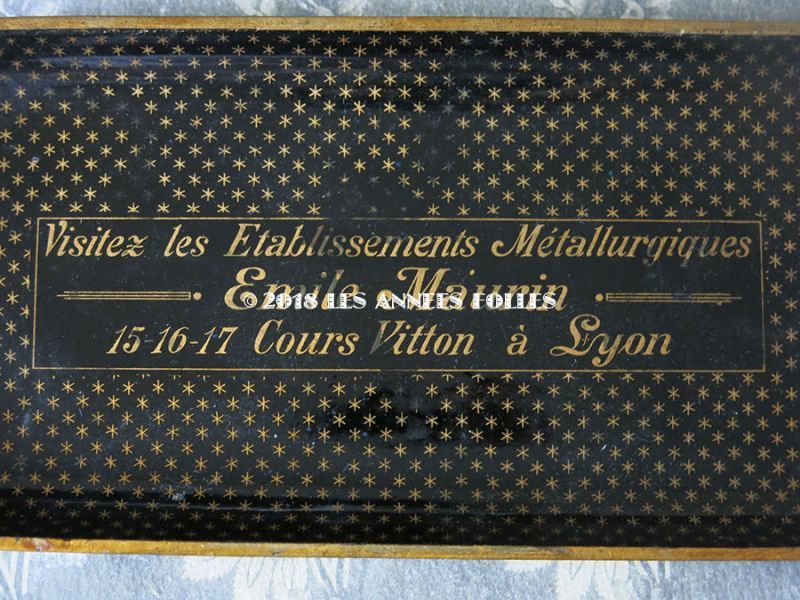 Visitez les Etablissements Métallurgiques
Emile Maurin
© 2018 LES ANNEES FOLLES
15-16-17 Cours Vitton à Lyon